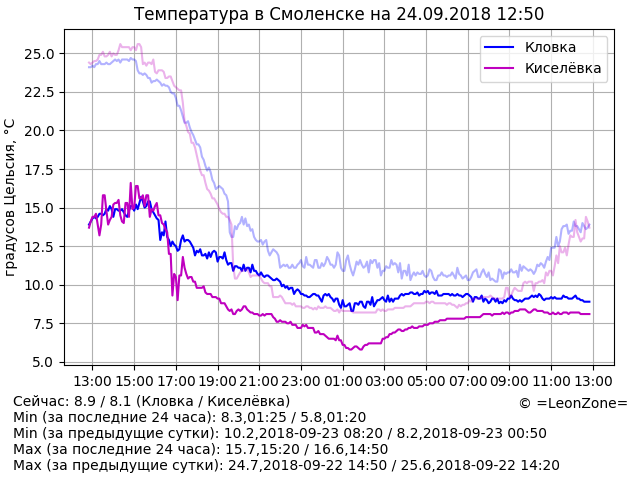 Температура в Смоленске на 24.09.2018 12:50
Кловка
Киселёвка
градусов Цельсия, °C
25.0
22.5
20.0
17.5
15.0
12.5
10.0
7.5
5.0
13:00 15:00 17:00 19:00 21:00 23:00 01:00 03:00 05:00 07:00 09:00 11:00 13:00
Сейчас: 8.9 / 8.1 (Кловка / Киселёвка)
© =LeonZone=
Min (за последние 24 часа): 8.3,01:25 / 5.8,01:20
Min (за предыдущие сутки): 10.2,2018-09-23 08:20 / 8.2,2018-09-23 00:50
Max (за последние 24 часа): 15.7,15:20 / 16.6,14:50
Max (за предыдущие сутки): 24.7,2018-09-22 14:50 / 25.6,2018-09-22 14:20